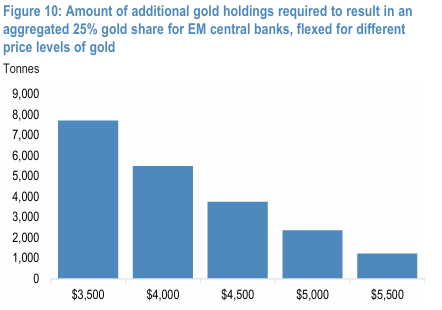 Figure 10: Amount of additional gold holdings required to result in an
aggregated 25% gold share for EM central banks, flexed for different
price levels of gold
Tonnes
9,000
8,000
7,000
6,000
5,000
4,000
3,000
2,000
1,000
0
$3,500 $4,000 $4,500 $5,000 $5,500